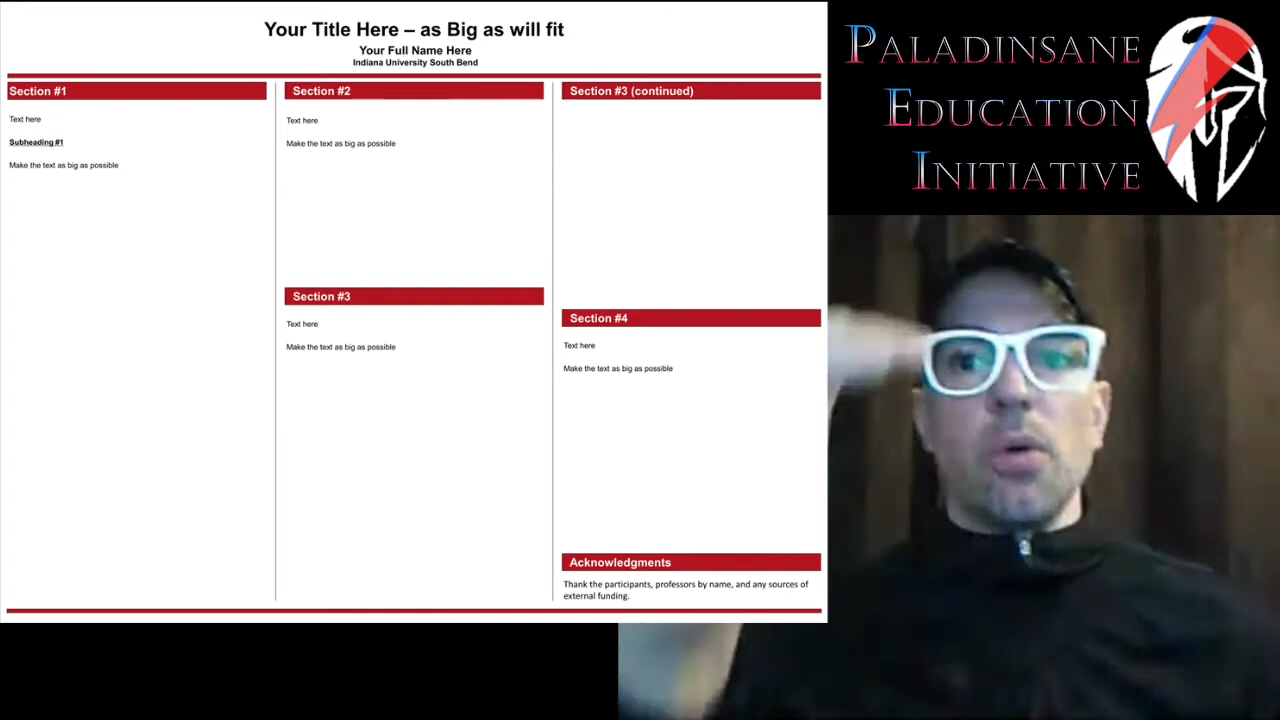 Your Title Here – as Big as will fit
Your Full Name Here
Indiana University South Bend
Section #1
Text here
Subheading #1
Make the text as big as possible
Section #2
Text here
Make the text as big as possible
Section #3
Text here
Make the text as big as possible
Section #3 (continued)
Section #4
Text here
Make the text as big as possible
Acknowledgments
Thank the participants, professors by name, and any sources of
external funding.
PALADINSANE
EDUCATION
INITIATIVE